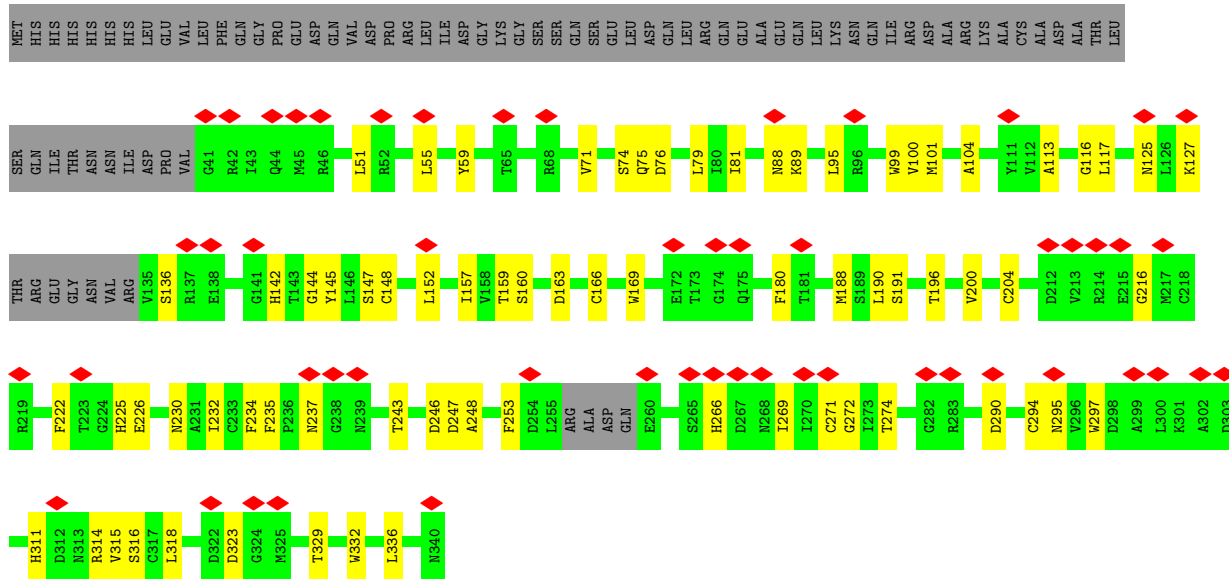 MET HIS HIS HIS HIS HIS HIS LEU GLU VAL LEU PHE GLN GLY PRO GLU ASP GLN VAL ASP PRO ARG LEU ILE ASP GLY LYS GLY SER SER GLN SER GLU LEU ASP GLN LEU ARG GLN GLU ALA GLU GLN LEU LYS ASN GLN ILE ARG ASP ALA ARG LYS ALA CYS ALA ASP ALA THR LEU
SER GLN ILE THR ASN ASN ILE ASP PRO VAL G41 R42 I43 Q44 M45 R46 L51 R52 L55 Y59 T65 R68 V71 S74 Q75 D76 L79 I80 I81 N88 K89 L95 R96 W99 V100 M101 A104 Y111 V112 A113 G116 L117 N125 L126 K127
THR ARG GLU GLY ASN VAL ARG V135 S136 R137 E138 G141 H142 T143 G144 Y145 L146 S147 C148 L152 I157 V158 T159 S160 D163 C166 W169 E172 T173 G174 Q175 F180 T181 M188 S189 L190 S191 T196 V200 C204 D212 V213 R214 E215 G216 M217 C218
R219 F222 T223 G224 H225 E226 N230 A231 I232 C233 F234 F235 P236 N237 G238 N239 T243 D246 D247 A248 F253 D254 L255 ARG ALA ASP GLN E260 S265 H266 D267 N268 I269 I270 C271 G272 I273 T274 G282 R283 D290 C294 N295 V296 W297 D298 A299 L300 K301 A302 D303
H311 D312 N313 R314 V315 S316 C317 L318 D322 D323 G324 M325 T329 W332 L336 N340